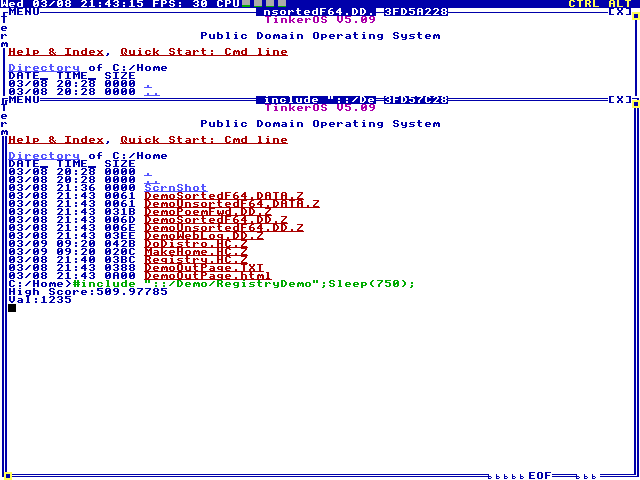 Wed 03/08 21:43:15 FPS: 30 CPU CTRL ALT
MENU nsortedF64.DD. 3FD5A228 [X]
Term
TinkerOS V5.09
Public Domain Operating System
Help & Index, Quick Start: Cmd line
Directory of C:/Home
DATE_ TIME_ SIZE
03/08 20:28 0000 .
03/08 20:28 0000 ..
MENU include "::/De 3FD57C28 [X]
Term
TinkerOS V5.09
Public Domain Operating System
Help & Index, Quick Start: Cmd line
Directory of C:/Home
DATE_ TIME_ SIZE
03/08 20:28 0000 .
03/08 20:28 0000 ..
03/08 21:36 0000 ScrnShot
03/08 21:43 0061 DemoSortedF64.DATA.Z
03/08 21:43 0061 DemoUnsortedF64.DATA.Z
03/08 21:43 031B DemoPoemFwd.DD.Z
03/08 21:43 006D DemoSortedF64.DD.Z
03/08 21:43 006E DemoUnsortedF64.DD.Z
03/08 21:43 03EE DemoWebLog.DD.Z
03/09 09:20 042B DoDistro.HC.Z
03/09 09:20 020C MakeHome.HC.Z
03/08 21:40 03BC Registry.HC.Z
03/08 21:43 0388 DemoOutPage.TXT
03/08 21:43 0A00 DemoOutPage.html
C:/Home>#include "::/Demo/RegistryDemo";Sleep(750);
High Score:509.97785
Val:1235
EOF